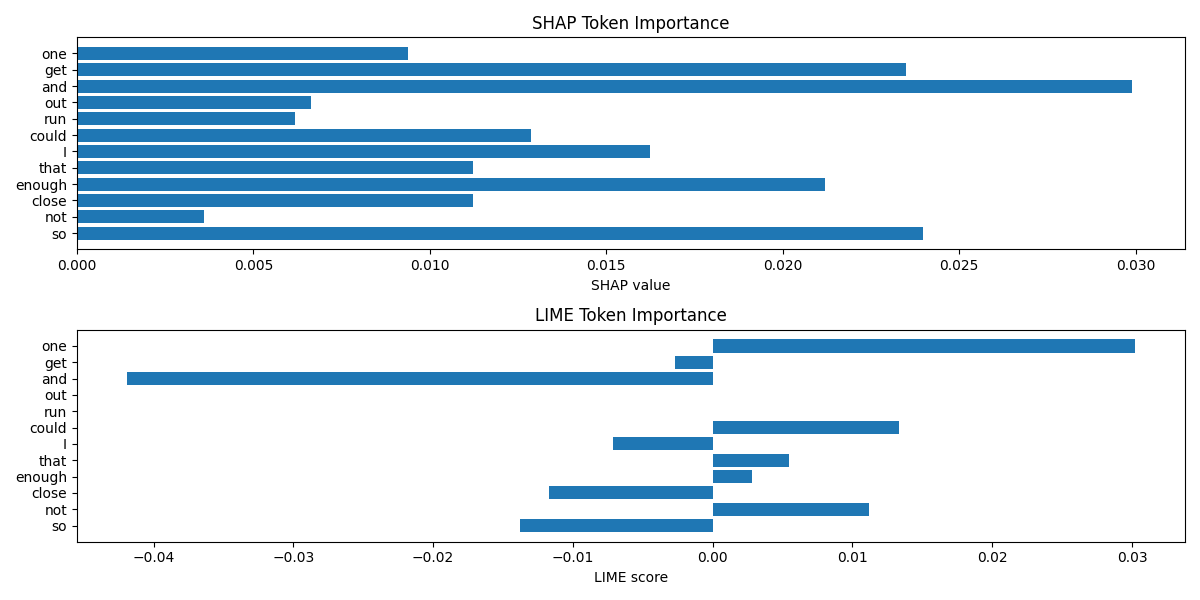 SHAP Token Importance
one
get
and
out
run
could
I
that
enough
close
not
so
0.000 0.005 0.010 0.015 0.020 0.025 0.030
SHAP value
LIME Token Importance
one
get
and
out
run
could
I
that
enough
close
not
so
−0.04 −0.03 −0.02 −0.01 0.00 0.01 0.02 0.03
LIME score